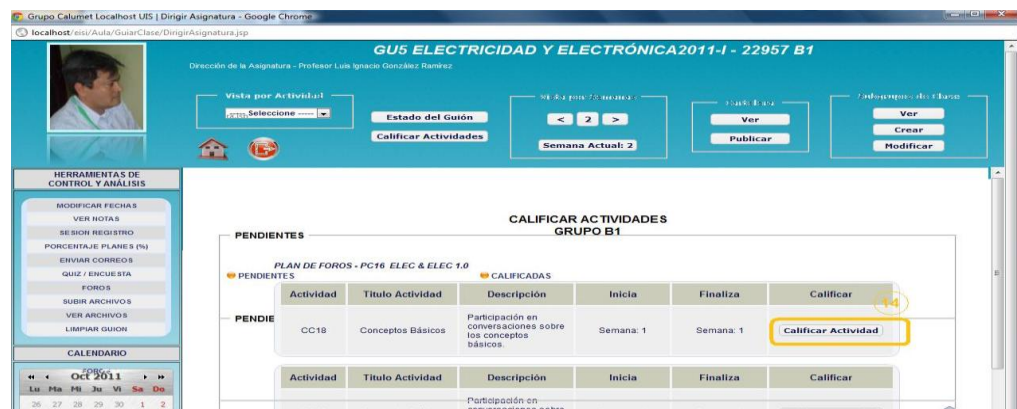 Grupo Calumet Localhost UIS | Dirigir Asignatura - Google Chrome
localhost/eisi/Aula/GuiarClase/DirigirAsignatura.jsp
GU5 ELECTRICIDAD Y ELECTRÓNICA2011-I - 22957 B1
Dirección de la Asignatura - Profesor Luis Ignacio González Ramírez
Vista por Actividad
Seleccione -----
Estado del Guión
Calificar Actividades
< 2 >
Semana Actual: 2
Ver
Publicar
Ver
Crear
Modificar
HERRAMIENTAS DE
CONTROL Y ANÁLISIS
MODIFICAR FECHAS
VER NOTAS
SESION REGISTRO
PORCENTAJE PLANES (%)
ENVIAR CORREOS
QUIZ / ENCUESTA
FOROS
SUBIR ARCHIVOS
VER ARCHIVOS
LIMPIAR GUION
CALENDARIO
Oct 2011
Lu Ma Mi Ju Vi Sa Do
26 27 28 29 30 1 2
CALIFICAR ACTIVIDADES
GRUPO B1
PENDIENTES
PLAN DE FOROS - PC16 ELEC & ELEC 1.0
PENDIENTES CALIFICADAS
Actividad Titulo Actividad Descripción Inicia Finaliza Calificar
14
PENDIE
CC18 Conceptos Básicos
Participación en
conversaciones sobre
los conceptos
básicos.
Semana: 1 Semana: 1 Calificar Actividad
Actividad Titulo Actividad Descripción Inicia Finaliza Calificar
Participación en
conversaciones sobre